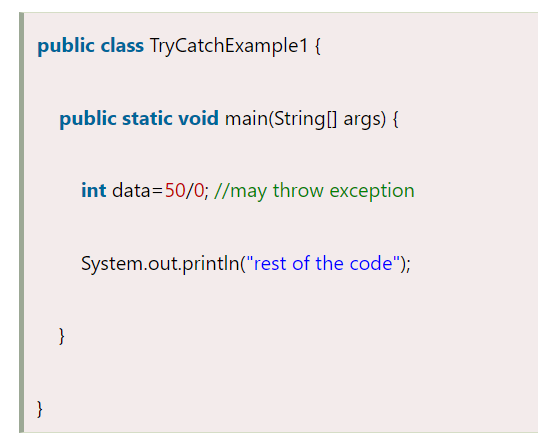 public class TryCatchExample1 {
public static void main(String[] args) {
int data=50/0; //may throw exception
System.out.println("rest of the code");
}
}